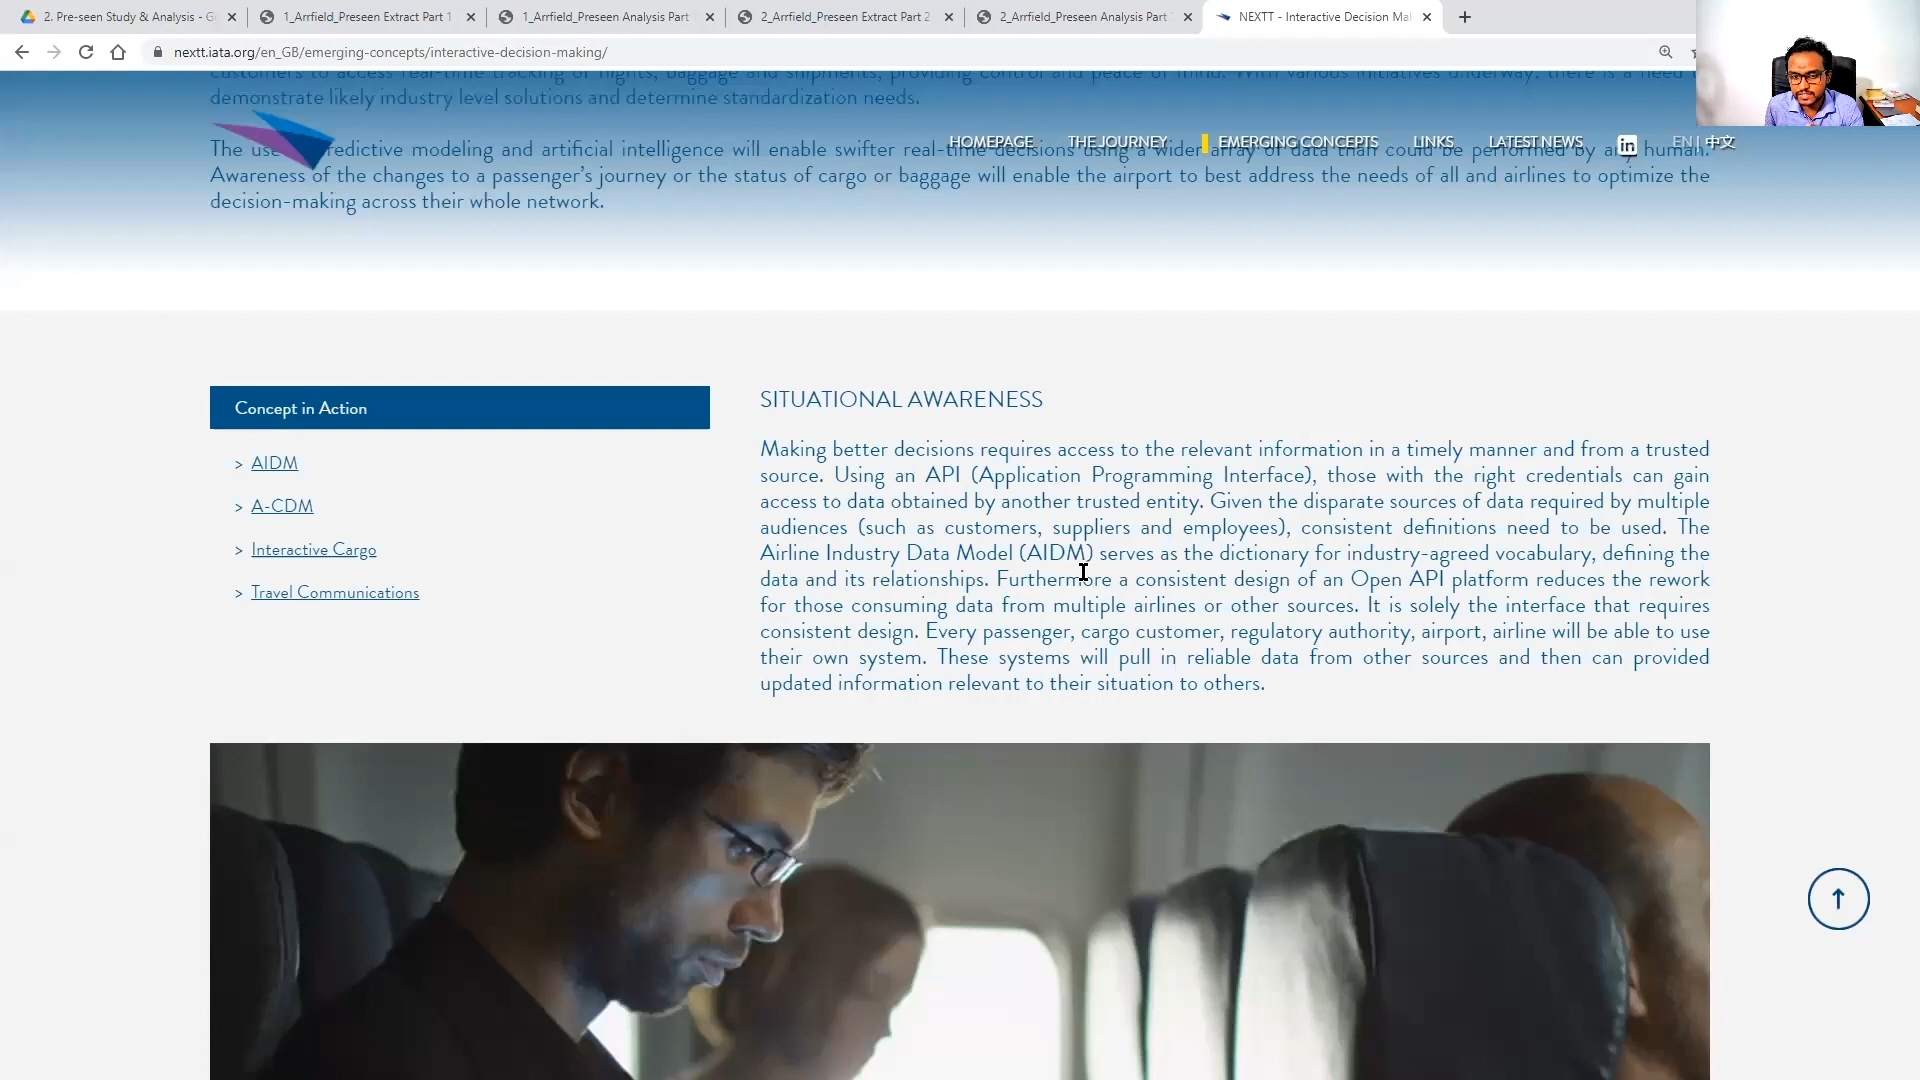 2. Pre-seen Study & Analysis - G
1_Arrfield_Preseen Extract Part 1
1_Arrfield_Preseen Analysis Part
2_Arrfield_Preseen Extract Part 2
2_Arrfield_Preseen Analysis Part
NEXTT - Interactive Decision Mak
nextt.iata.org/en_GB/emerging-concepts/interactive-decision-making/
customers to access real-time tracking of flights, baggage and shipments, providing control and peace of mind. With various initiatives underway, there is a need
demonstrate likely industry level solutions and determine standardization needs.
HOMEPAGE THE JOURNEY EMERGING CONCEPTS LINKS LATEST NEWS in EN | 中文
The use redictive modeling and artificial intelligence will enable swifter real-time decisions using a wider array of data than could be performed by any human.
Awareness of the changes to a passenger's journey or the status of cargo or baggage will enable the airport to best address the needs of all and airlines to optimize the
decision-making across their whole network.
Concept in Action
> AIDM
> A-CDM
> Interactive Cargo
> Travel Communications
SITUATIONAL AWARENESS
Making better decisions requires access to the relevant information in a timely manner and from a trusted
source. Using an API (Application Programming Interface), those with the right credentials can gain
access to data obtained by another trusted entity. Given the disparate sources of data required by multiple
audiences (such as customers, suppliers and employees), consistent definitions need to be used. The
Airline Industry Data Model (AIDM) serves as the dictionary for industry-agreed vocabulary, defining the
data and its relationships. Furthermore a consistent design of an Open API platform reduces the rework
for those consuming data from multiple airlines or other sources. It is solely the interface that requires
consistent design. Every passenger, cargo customer, regulatory authority, airport, airline will be able to use
their own system. These systems will pull in reliable data from other sources and then can provided
updated information relevant to their situation to others.